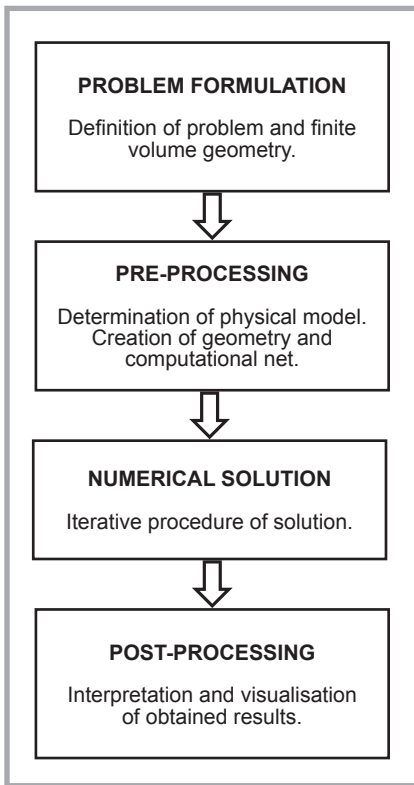 PROBLEM FORMULATION
Definition of problem and finite
volume geometry.
PRE-PROCESSING
Determination of physical model.
Creation of geometry and
computational net.
NUMERICAL SOLUTION
Iterative procedure of solution.
POST-PROCESSING
Interpretation and visualisation
of obtained results.